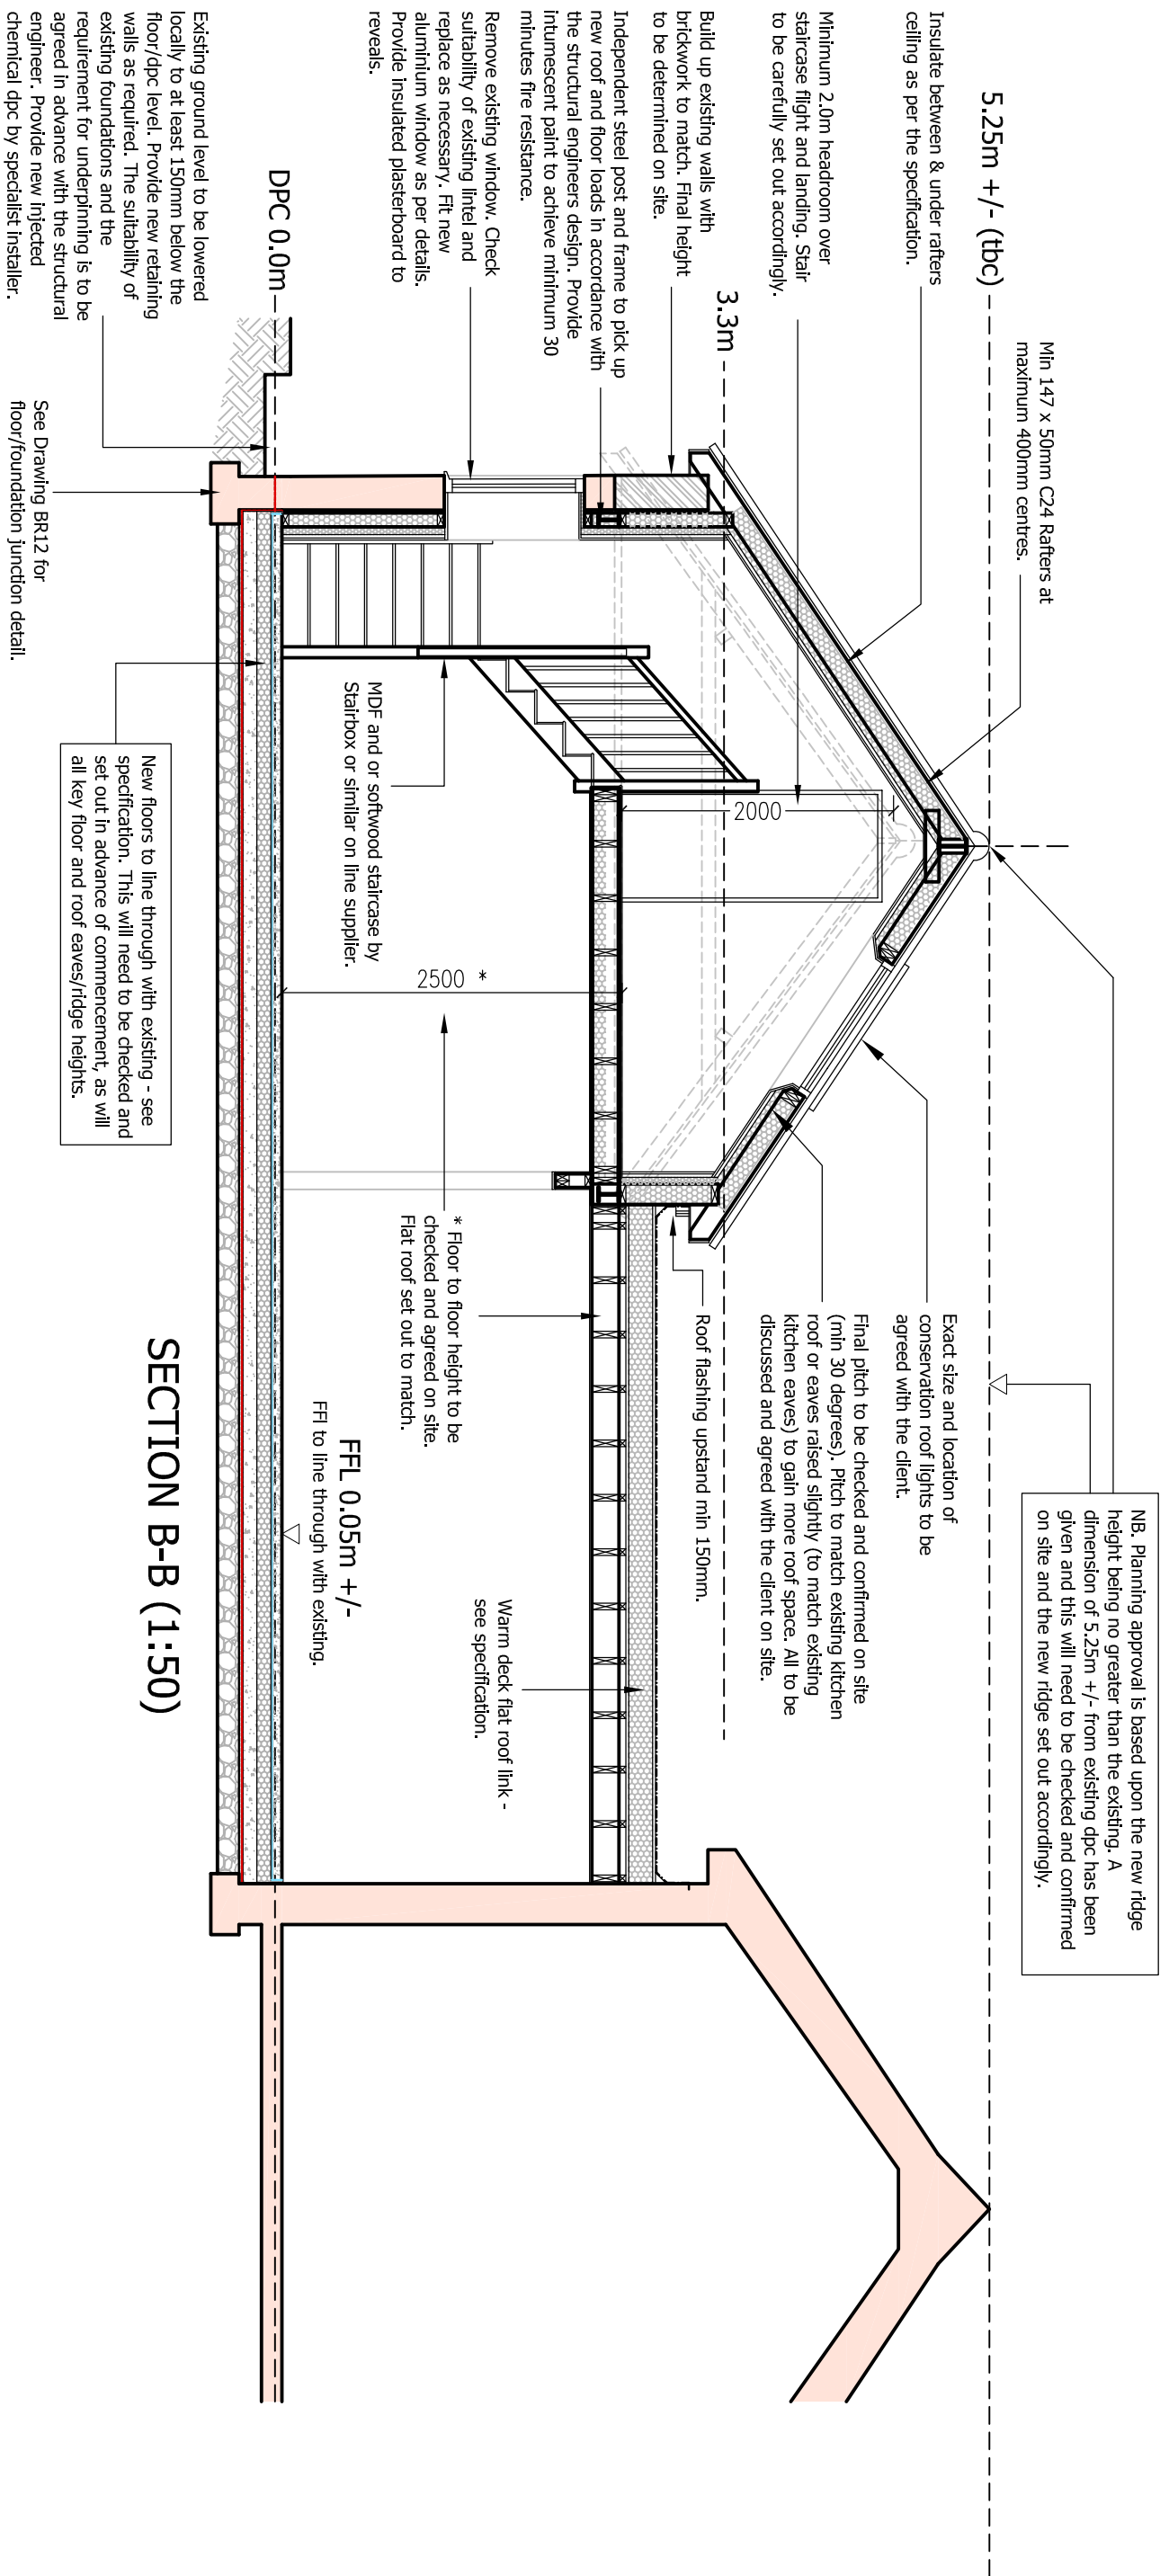 NB. Planning approval is based upon the new ridge
height being no greater than the existing. A
dimension of 5.25m +/- from existing dpc has been
given and this will need to be checked and confirmed
on site and the new ridge set out accordingly.
Min 147 x 50mm C24 Rafters at
maximum 400mm centres.
5.25m +/- (tbc)
Insulate between & under rafters
ceiling as per the specification.
Minimum 2.0m headroom over
staircase flight and landing. Stair
to be carefully set out accordingly.
3.3m
Build up existing walls with
brickwork to match. Final height
to be determined on site.
Independent steel post and frame to pick up
new roof and floor loads in accordance with
the structural engineers design. Provide
intumescent paint to achieve minimum 30
minutes fire resistance.
Remove existing window. Check
suitability of existing lintel and
replace as necessary. Fit new
aluminium window as per details.
Provide insulated plasterboard to
reveals.
DPC 0.0m
Existing ground level to be lowered
locally to at least 150mm below the
floor/dpc level. Provide new retaining
walls as required. The suitability of
existing foundations and the
requirement for underpinning is to be
agreed in advance with the structural
engineer. Provide new injected
chemical dpc by specialist installer.
See Drawing BR12 for
floor/foundation junction detail.
MDF and or softwood staircase by
Stairbox or similar on line supplier.
2000
2500 *
New floors to line through with existing - see
specification. This will need to be checked and
set out in advance of commencement, as will
all key floor and roof eaves/ridge heights.
Exact size and location of
conservation roof lights to be
agreed with the client.
Final pitch to be checked and confirmed on site
(min 30 degrees). Pitch to match existing kitchen
roof or eaves raised slightly (to match existing
kitchen eaves) to gain more roof space. All to be
discussed and agreed with the client on site.
Roof flashing upstand min 150mm.
* Floor to floor height to be
checked and agreed on site.
Flat roof set out to match.
Warm deck flat roof link -
see specification.
FFL 0.05m +/-
FFl to line through with existing.
SECTION B-B (1:50)